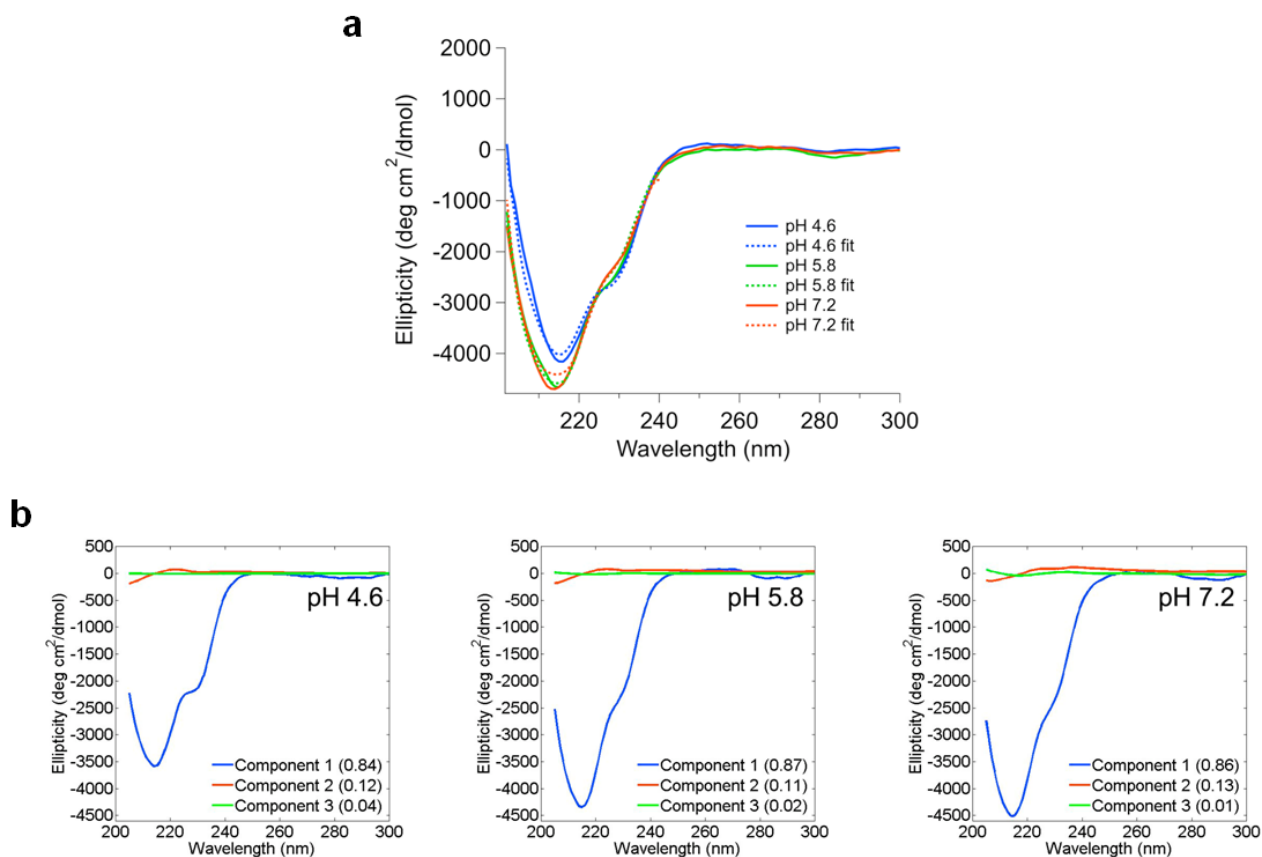 a
2000
1000
0
-1000
-2000
-3000
-4000
Ellipticity (deg cm²/dmol)
pH 4.6
pH 4.6 fit
pH 5.8
pH 5.8 fit
pH 7.2
pH 7.2 fit
220 240 260 280 300
Wavelength (nm)
b
500
0
-500
-1000
-1500
-2000
-2500
-3000
-3500
-4000
-4500
Ellipticity (deg cm²/dmol)
pH 4.6
Component 1 (0.84)
Component 2 (0.12)
Component 3 (0.04)
200 220 240 260 280 300
Wavelength (nm)
500
0
-500
-1000
-1500
-2000
-2500
-3000
-3500
-4000
-4500
Ellipticity (deg cm²/dmol)
pH 5.8
Component 1 (0.87)
Component 2 (0.11)
Component 3 (0.02)
200 220 240 260 280 300
Wavelength (nm)
500
0
-500
-1000
-1500
-2000
-2500
-3000
-3500
-4000
-4500
Ellipticity (deg cm²/dmol)
pH 7.2
Component 1 (0.86)
Component 2 (0.13)
Component 3 (0.01)
200 220 240 260 280 300
Wavelength (nm)